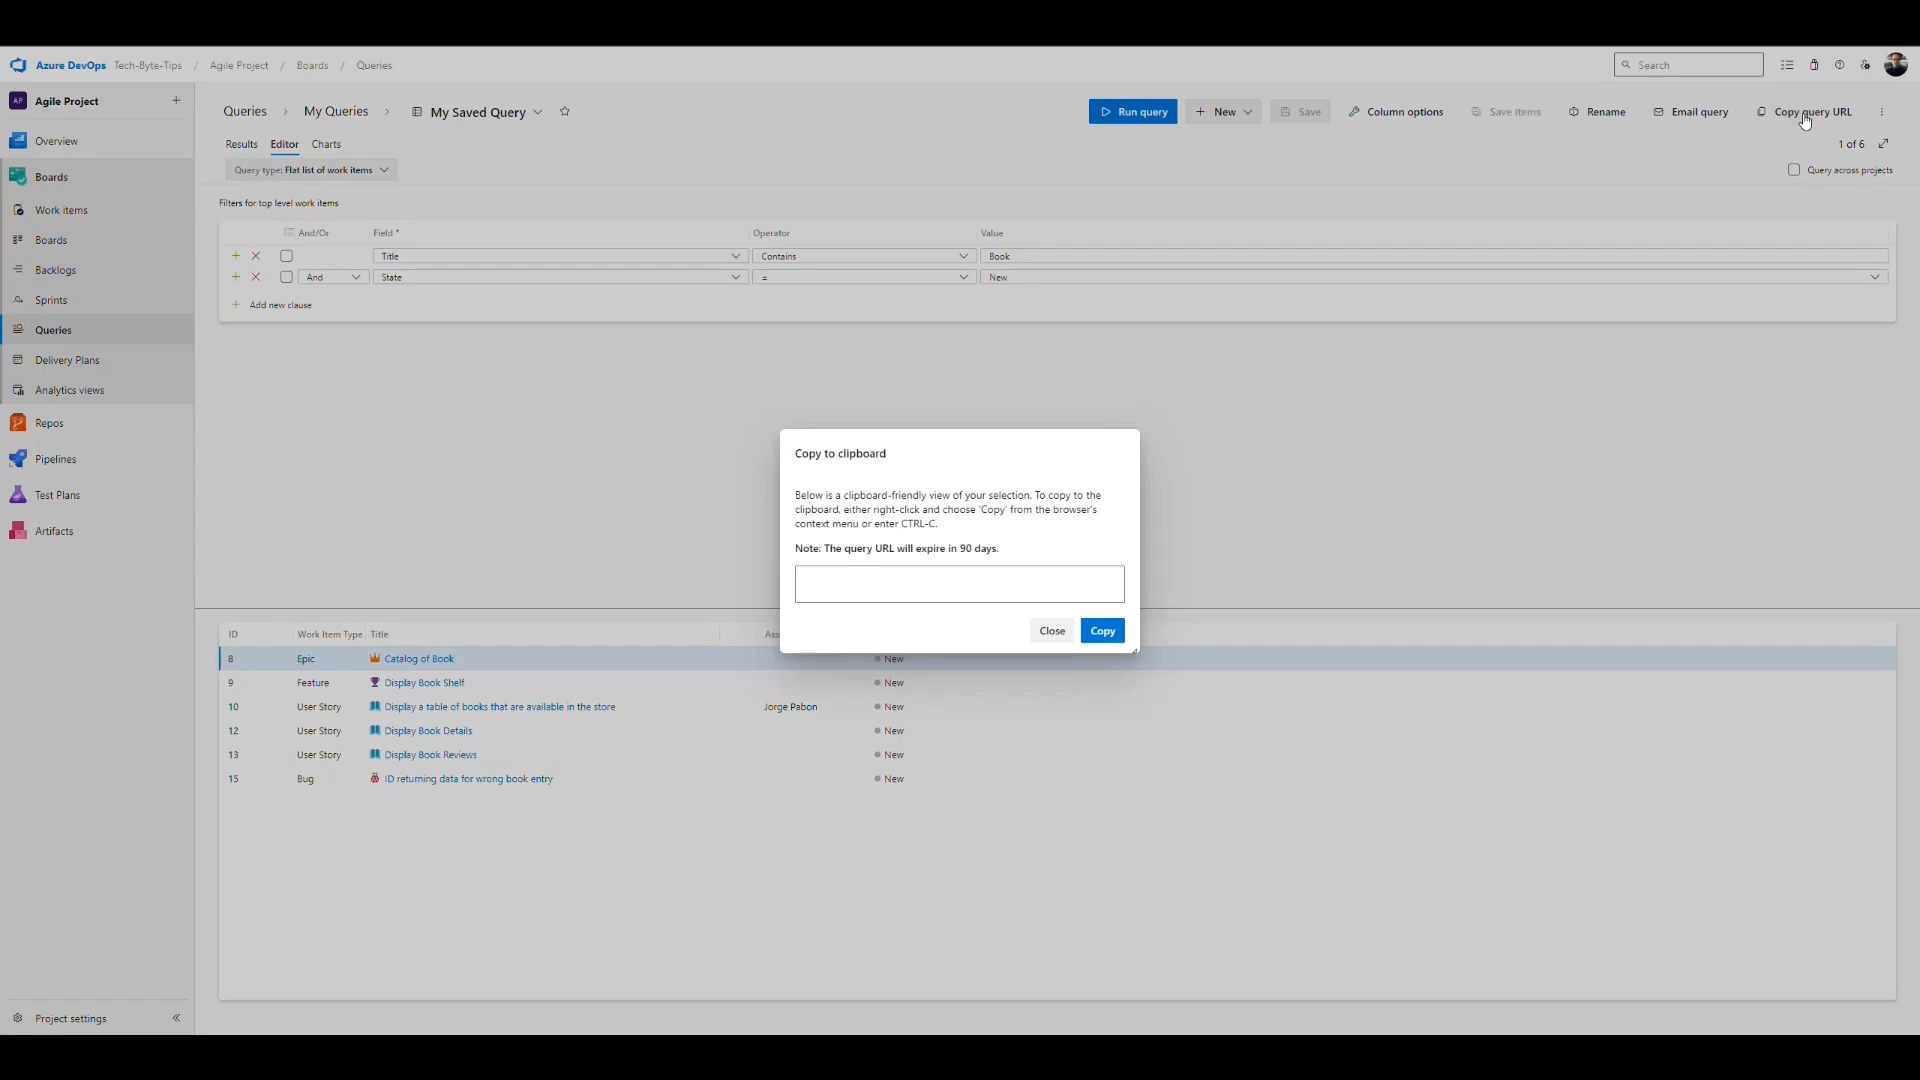 Azure DevOps Tech-Byte-Tips / Agile Project / Boards / Queries
Search
AP Agile Project
Overview
Boards
Work items
Boards
Backlogs
Sprints
Queries
Delivery Plans
Analytics views
Repos
Pipelines
Test Plans
Artifacts
Project settings
Queries My Queries My Saved Query
Run query New Save Column options Save items Rename Email query Copy query URL
Results Editor Charts
1 of 6
Query type: Flat list of work items
Query across projects
Filters for top level work items
And/Or Field * Operator Value
Title Contains Book
And State = New
Add new clause
Copy to clipboard
Below is a clipboard-friendly view of your selection. To copy to the
clipboard, either right-click and choose 'Copy' from the browser's
context menu or enter CTRL-C.
Note: The query URL will expire in 90 days.
Close Copy
ID Work Item Type Title Ass
8 Epic Catalog of Book New
9 Feature Display Book Shelf New
10 User Story Display a table of books that are available in the store Jorge Pabon New
12 User Story Display Book Details New
13 User Story Display Book Reviews New
15 Bug ID returning data for wrong book entry New